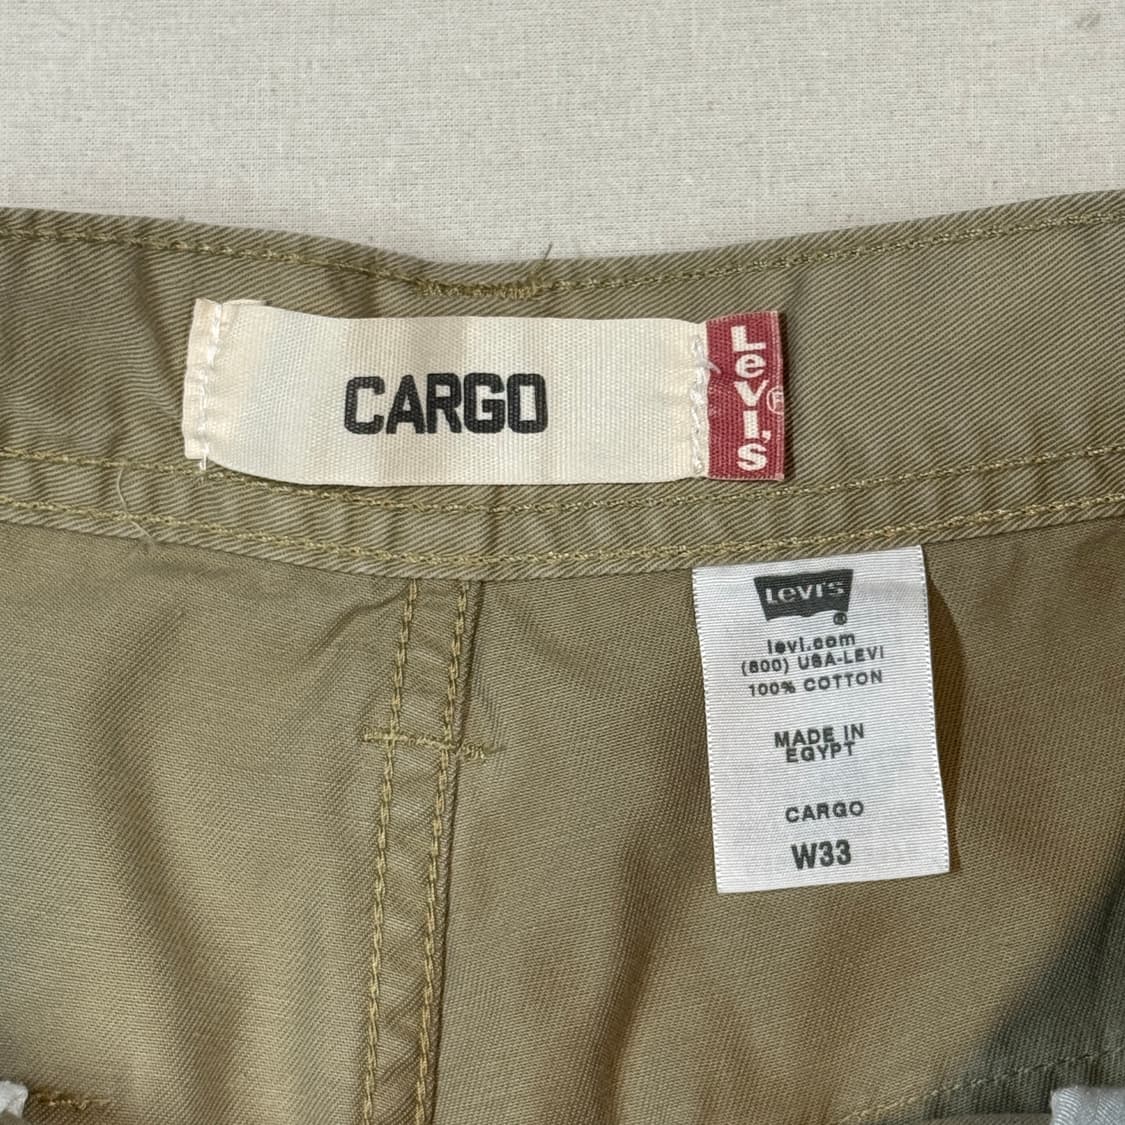 CARGO
LeVI'S
®
LeVI'S
®
levi.com
(800) USA-LEVI
100% COTTON
MADE IN
EGYPT
CARGO
W33